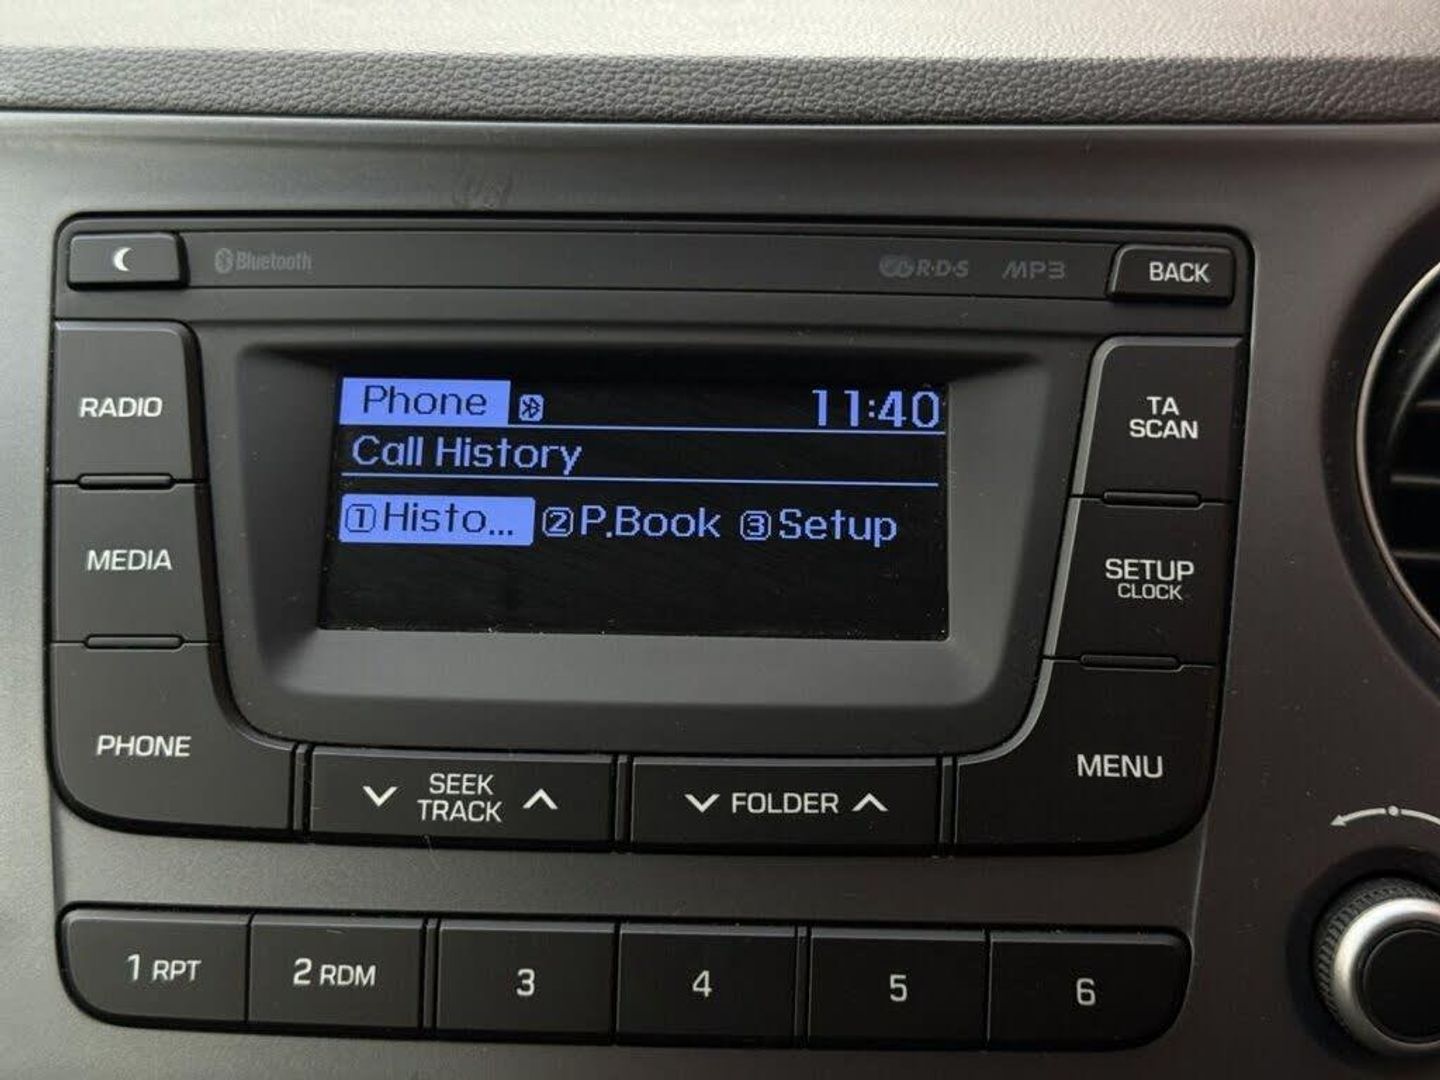 Bluetooth
R·D·S MP3
BACK
Phone 11:40
Call History
①Histo... ②P.Book ③Setup
RADIO
MEDIA
PHONE
TA
SCAN
SETUP
CLOCK
MENU
SEEK
TRACK
FOLDER
1 RPT
2 RDM
3
4
5
6